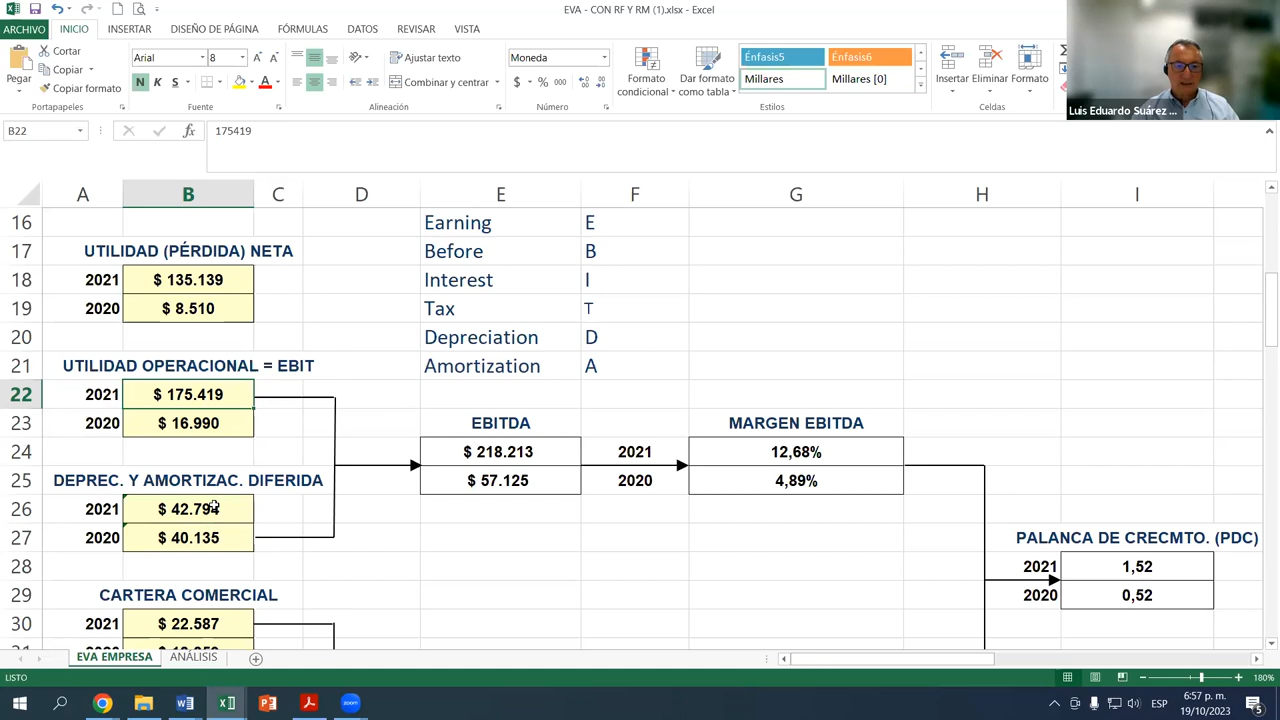 EVA - CON RF Y RM (1).xlsx - Excel
ARCHIVO INICIO INSERTAR DISEÑO DE PÁGINA FÓRMULAS DATOS REVISAR VISTA
Pegar
Cortar
Copiar
Copiar formato
Portapapeles
Arial 8
N K S
Fuente
Ajustar texto
Combinar y centrar
Alineación
Moneda
$ % 000
Número
Formato condicional
Dar formato como tabla
Énfasis5 Énfasis6
Millares Millares [0]
Estilos
Insertar Eliminar Formato
Celdas
Luis Eduardo Suárez ...
B22 fx 175419
A B C D E F G H I
16 Earning E
17 UTILIDAD (PÉRDIDA) NETA Before B
18 2021 $ 135.139 Interest I
19 2020 $ 8.510 Tax T
20 Depreciation D
21 UTILIDAD OPERACIONAL = EBIT Amortization A
22 2021 $ 175.419
23 2020 $ 16.990 EBITDA MARGEN EBITDA
24 $ 218.213 2021 12,68%
25 DEPREC. Y AMORTIZAC. DIFERIDA $ 57.125 2020 4,89%
26 2021 $ 42.794
27 2020 $ 40.135 PALANCA DE CRECMTO. (PDC)
28 2021 1,52
29 CARTERA COMERCIAL 2020 0,52
30 2021 $ 22.587
EVA EMPRESA ANÁLISIS
LISTO 180%
ESP 6:57 p. m.
19/10/2023 5